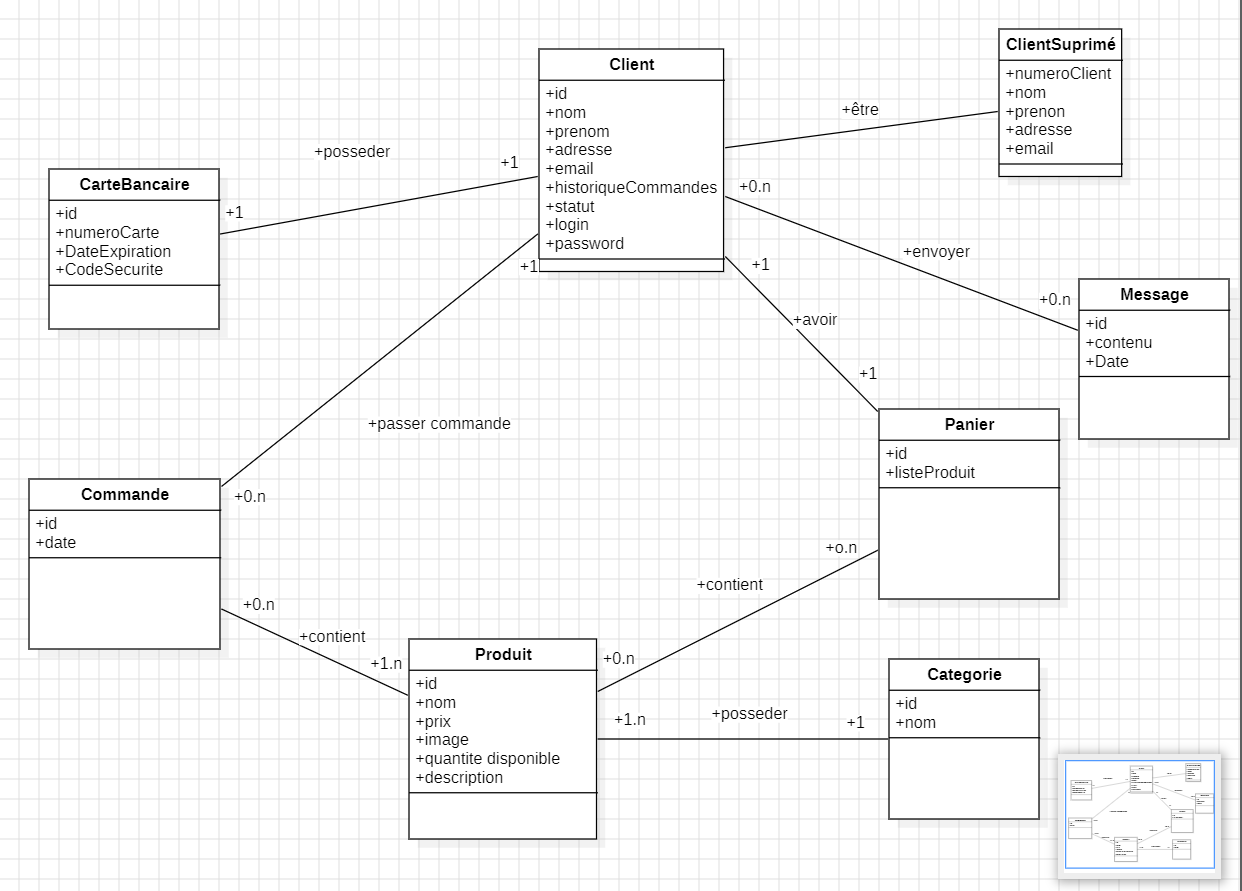 Client
+id
+nom
+prenom
+adresse
+email
+historiqueCommandes
+statut
+login
+password
ClientSuprimé
+numeroClient
+nom
+prenon
+adresse
+email
+être
+posseder
+1
+1
CarteBancaire
+id
+numeroCarte
+DateExpiration
+CodeSecurite
+0.n
+envoyer
+0.n
Message
+id
+contenu
+Date
+1
+avoir
+1
Panier
+id
+listeProduit
+1
+passer commande
+0.n
Commande
+id
+date
+0.n
+contient
+1.n
Produit
+id
+nom
+prix
+image
+quantite disponible
+description
+o.n
+contient
+0.n
+1.n
+posseder
+1
Categorie
+id
+nom